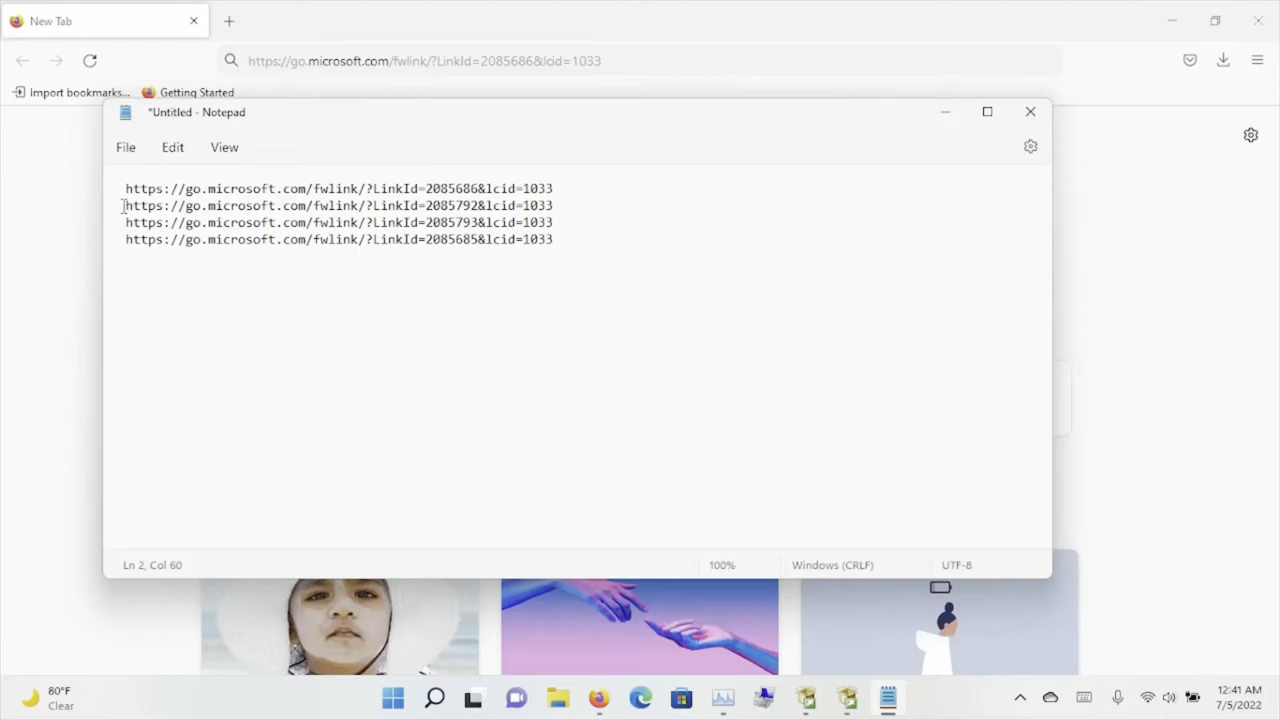 New Tab
https://go.microsoft.com/fwlink/?LinkId=2085686&lcid=1033
Import bookmarks...
Getting Started
*Untitled - Notepad
File
Edit
View
https://go.microsoft.com/fwlink/?LinkId=2085686&lcid=1033
https://go.microsoft.com/fwlink/?LinkId=2085792&lcid=1033
https://go.microsoft.com/fwlink/?LinkId=2085793&lcid=1033
https://go.microsoft.com/fwlink/?LinkId=2085685&lcid=1033
Ln 2, Col 60
100%
Windows (CRLF)
UTF-8
80°F
Clear
12:41 AM
7/5/2022